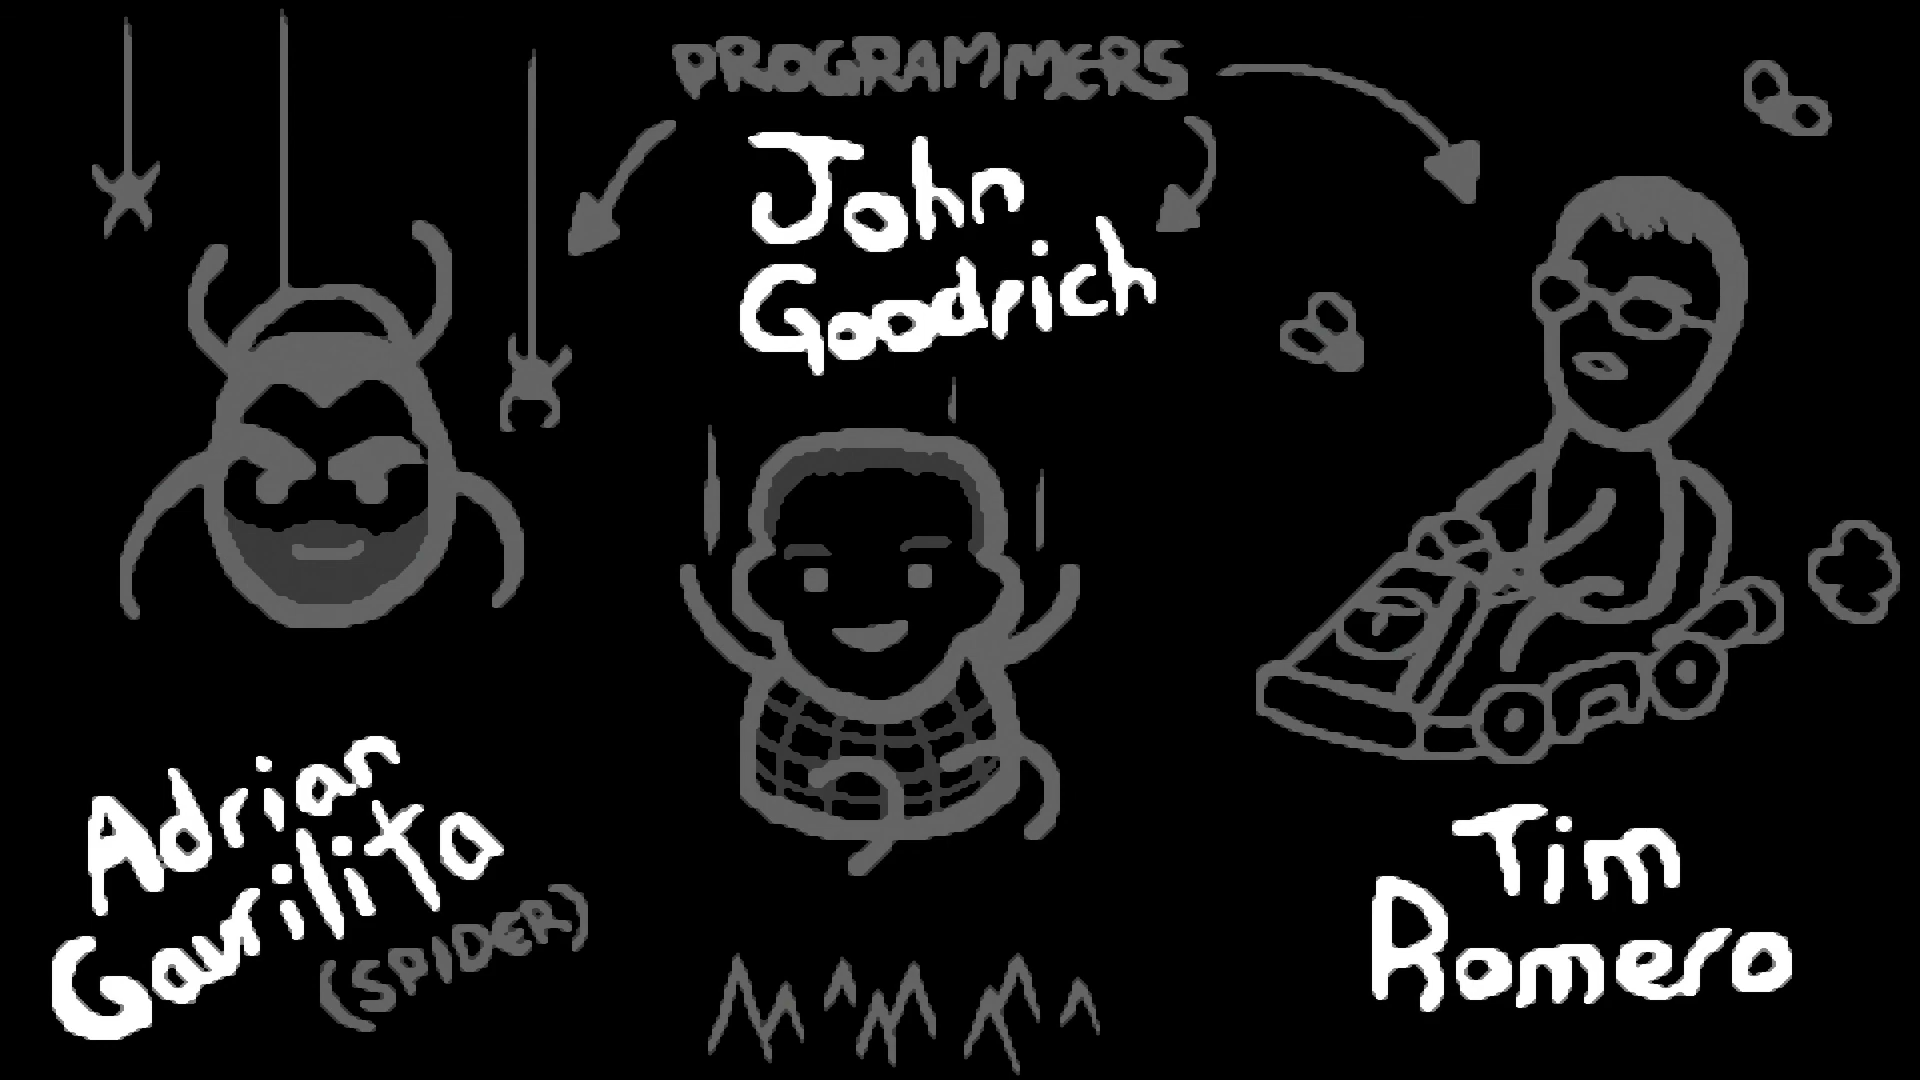 PROGRAMMERS
John
Goodrich
Adrian
Gavrilita
(SPIDER)
Tim
Romero